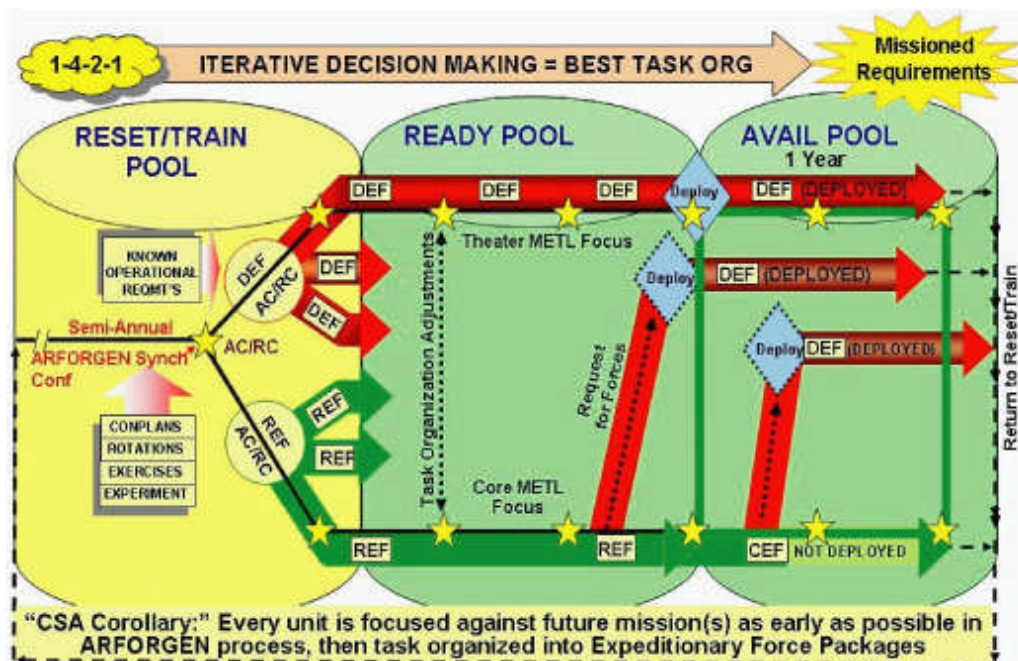 1-4-2-1
ITERATIVE DECISION MAKING = BEST TASK ORG
Missioned
Requirements
RESET/TRAIN
POOL
READY POOL
AVAIL POOL
1 Year
DEF
DEF
DEF
Deploy
DEF
(DEPLOYED)
Theater METL Focus
KNOWN
OPERATIONAL
REQMT'S
DEF
AC/RC
DEF
DEF
Deploy
DEF
(DEPLOYED)
Semi-Annual
ARFORGEN Synch
Conf
AC/RC
Deploy
DEF
(DEPLOYED)
Task Organization Adjustments
Request
for Forces
Return to Reset/Train
CONPLANS
ROTATIONS
EXERCISES
EXPERIMENT
REF
AC/RC
REF
REF
Core METL
Focus
REF
REF
CEF
NOT DEPLOYED
“CSA Corollary:” Every unit is focused against future mission(s) as early as possible in
ARFORGEN process, then task organized into Expeditionary Force Packages